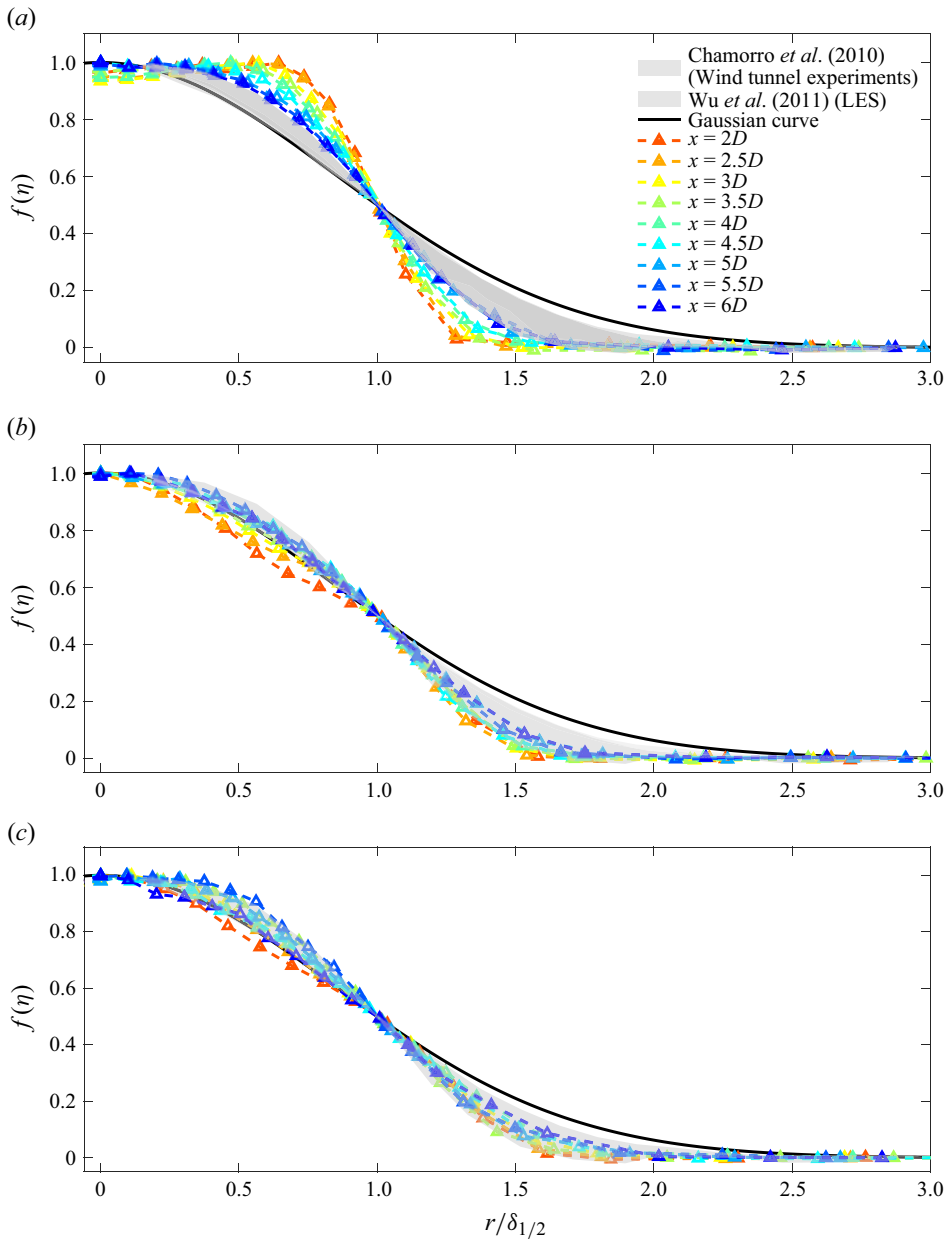 (a)
1.0
0.8
0.6
0.4
0.2
0
f(η)
Chamorro et al. (2010)
(Wind tunnel experiments)
Wu et al. (2011) (LES)
Gaussian curve
x = 2D
x = 2.5D
x = 3D
x = 3.5D
x = 4D
x = 4.5D
x = 5D
x = 5.5D
x = 6D
0 0.5 1.0 1.5 2.0 2.5 3.0
(b)
1.0
0.8
0.6
0.4
0.2
0
f(η)
0 0.5 1.0 1.5 2.0 2.5 3.0
(c)
1.0
0.8
0.6
0.4
0.2
0
f(η)
0 0.5 1.0 1.5 2.0 2.5 3.0
r/δ1/2